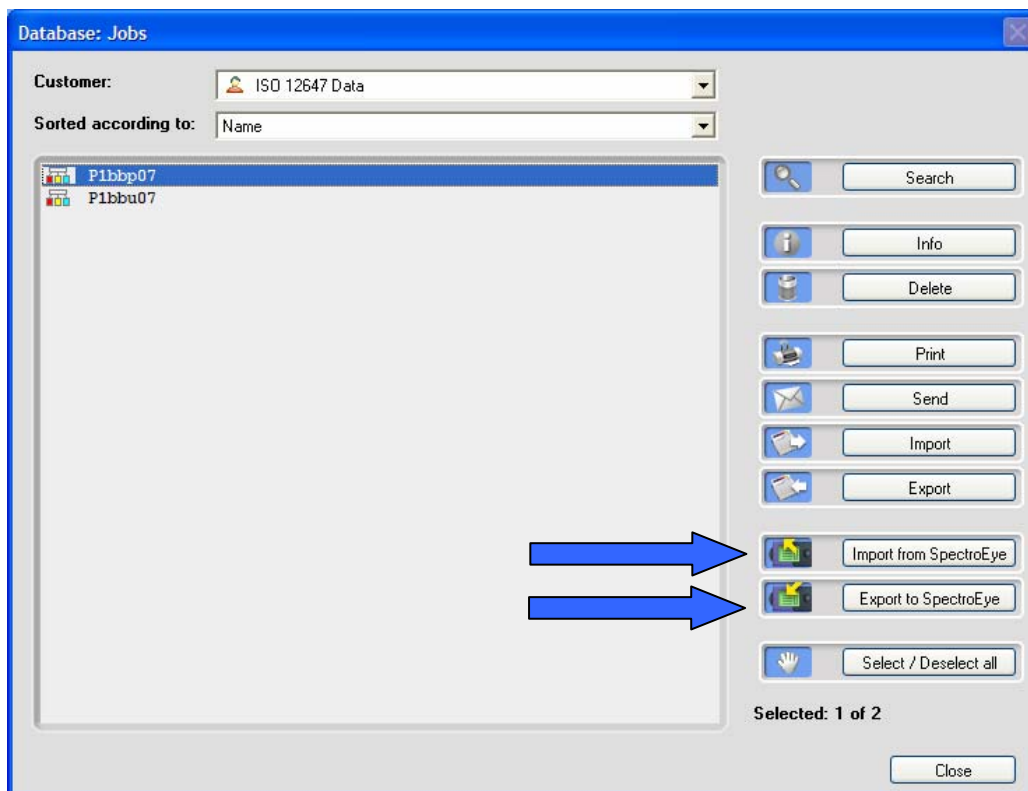 Database: Jobs
Customer: ISO 12647 Data
Sorted according to: Name
P1bbp07
P1bbu07
Search
Info
Delete
Print
Send
Import
Export
Import from SpectroEye
Export to SpectroEye
Select / Deselect all
Selected: 1 of 2
Close